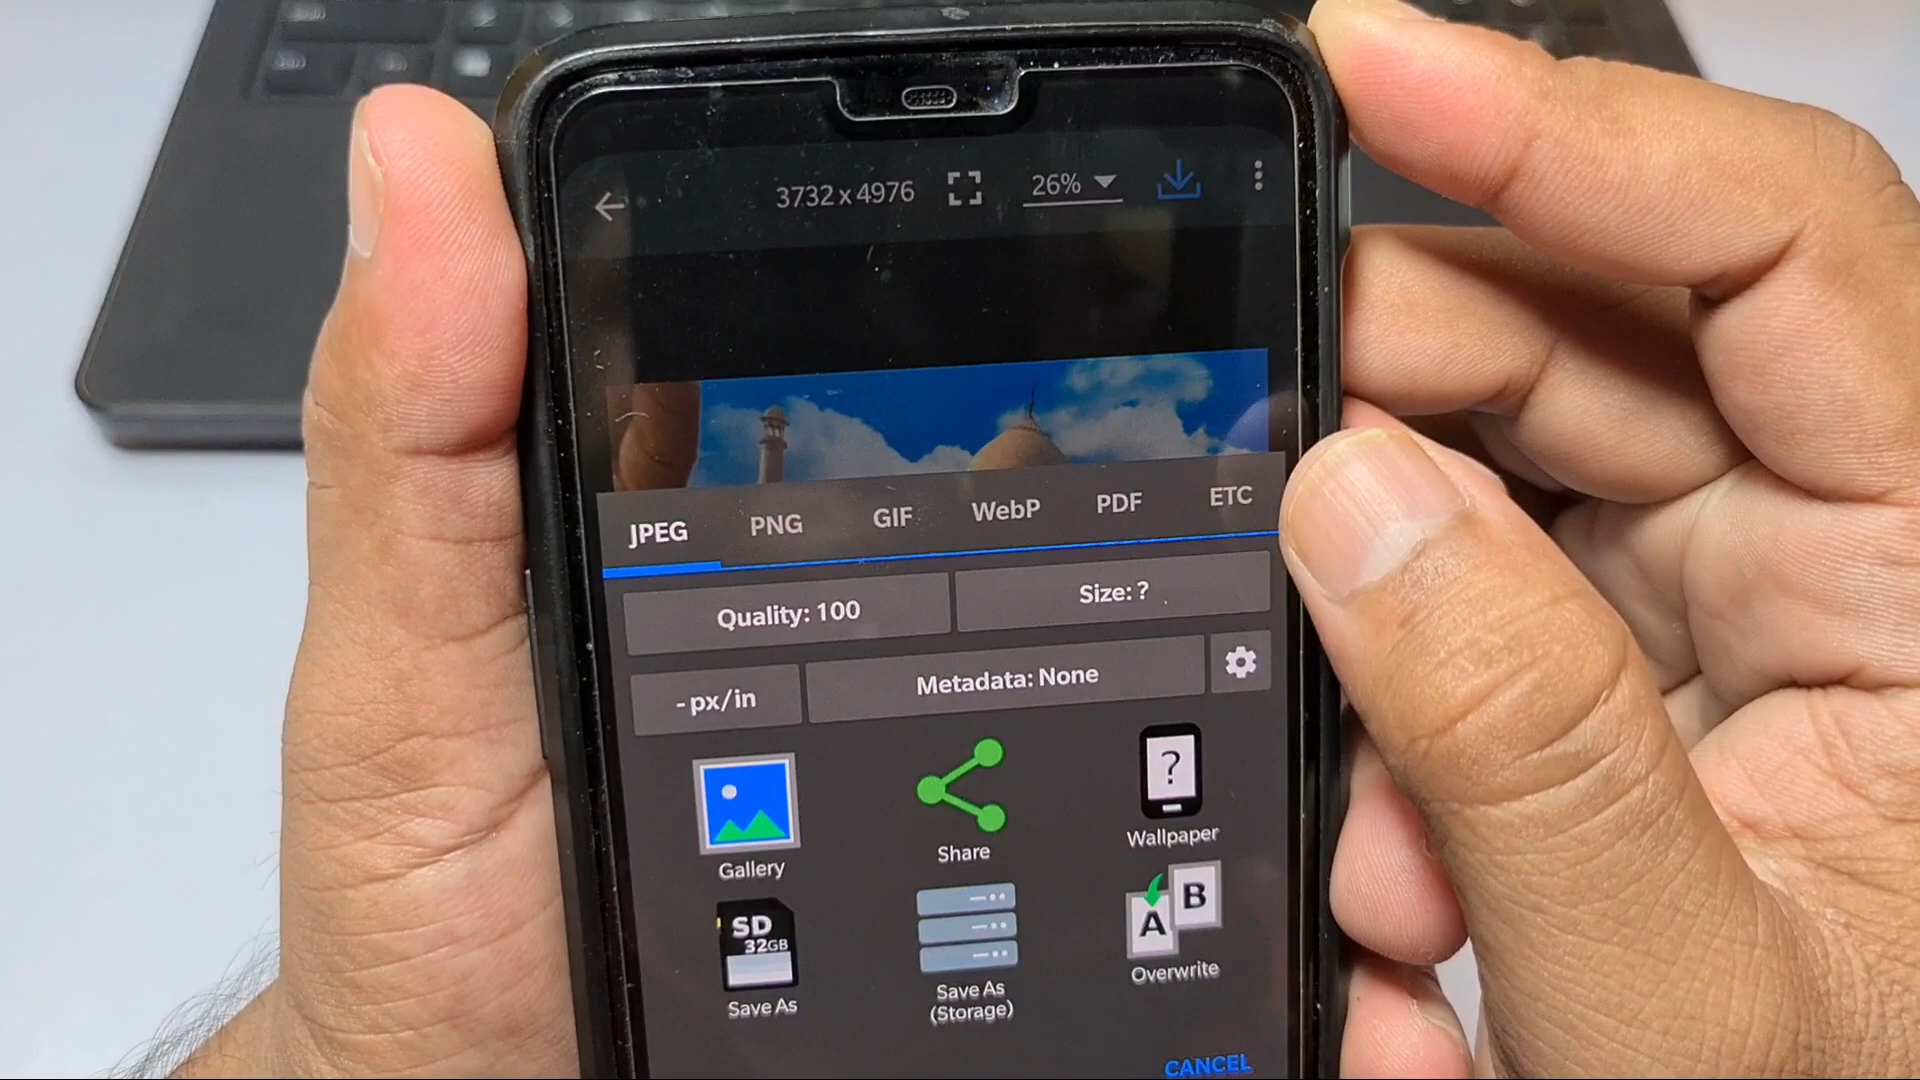 3732 x 4976 26%
JPEG PNG GIF WebP PDF ETC
Quality: 100 Size: ?
- px/in Metadata: None
?
Gallery Share Wallpaper
SD
32GB
A B
Save As Save As
(Storage) Overwrite
CANCEL